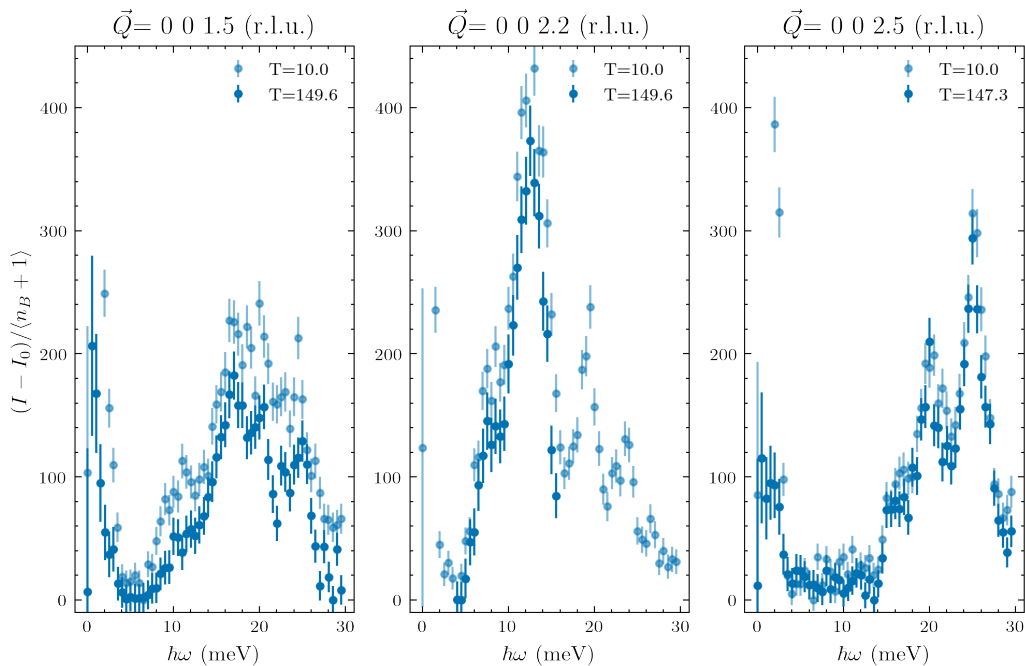 Q⃗= 0 0 1.5 (r.l.u.)
T=10.0
T=149.6
400
300
200
100
0
0 10 20 30
ħω (meV)
(I − I₀)/⟨n_B + 1⟩
Q⃗= 0 0 2.2 (r.l.u.)
T=10.0
T=149.6
400
300
200
100
0
0 10 20 30
ħω (meV)
Q⃗= 0 0 2.5 (r.l.u.)
T=10.0
T=147.3
400
300
200
100
0
0 10 20 30
ħω (meV)